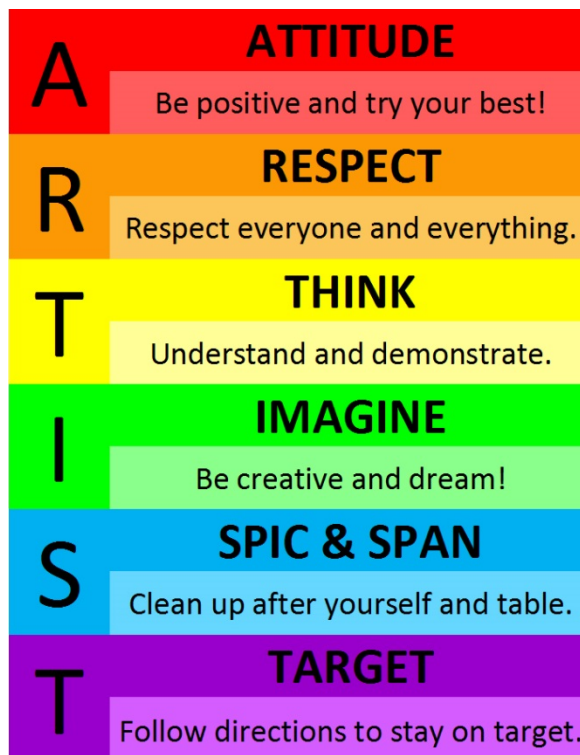 A
ATTITUDE
Be positive and try your best!
R
RESPECT
Respect everyone and everything.
T
THINK
Understand and demonstrate.
I
IMAGINE
Be creative and dream!
S
SPIC & SPAN
Clean up after yourself and table.
T
TARGET
Follow directions to stay on target.